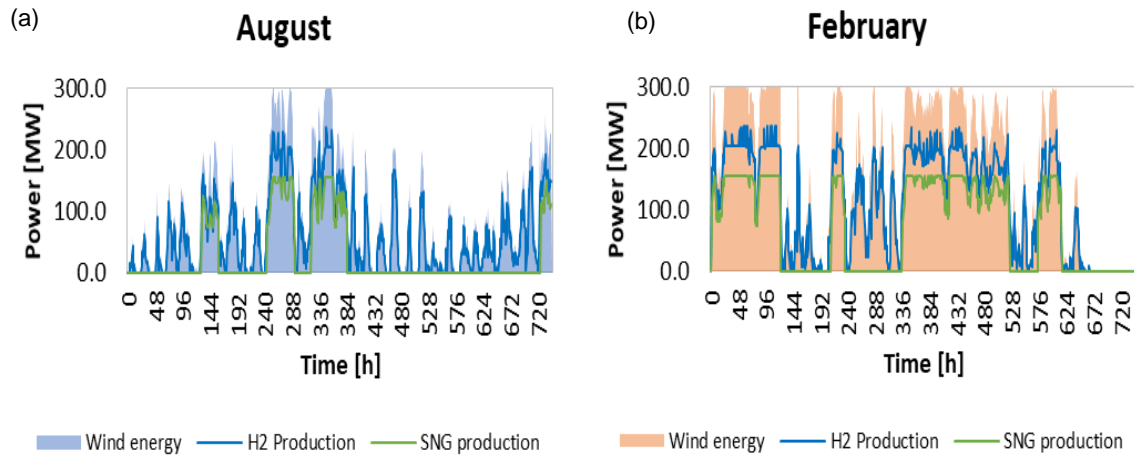 (a)
August
Power [MW]
300.0
200.0
100.0
0.0
0 48 96 144 192 240 288 336 384 432 480 528 576 624 672 720
Time [h]
Wind energy H2 Production SNG production
(b)
February
Power [MW]
300.0
200.0
100.0
0.0
0 48 96 144 192 240 288 336 384 432 480 528 576 624 672 720
Time [h]
Wind energy H2 Production SNG production